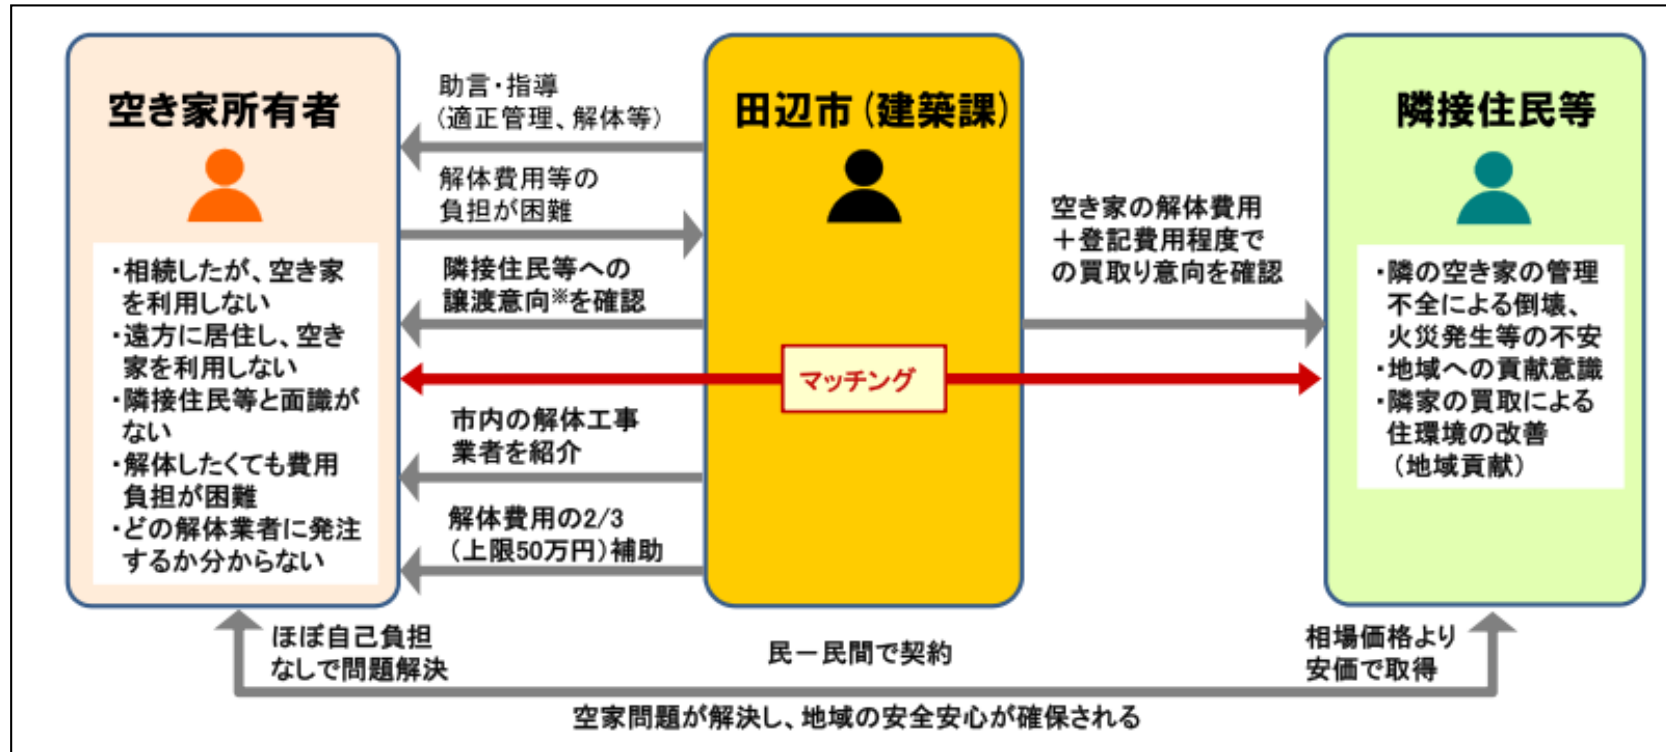 空き家所有者
・相続したが、空き家
を利用しない
・遠方に居住し、空き
家を利用しない
・隣接住民等と面識が
ない
・解体したくても費用
負担が困難
・どの解体業者に発注
するか分からない
助言・指導
(適正管理、解体等)
解体費用等の
負担が困難
隣接住民等への
譲渡意向※を確認
マッチング
市内の解体工事
業者を紹介
解体費用の2/3
(上限50万円)補助
田辺市(建築課)
空き家の解体費用
＋登記費用程度で
の買取り意向を確認
隣接住民等
・隣の空き家の管理
不全による倒壊、
火災発生等の不安
・地域への貢献意識
・隣家の買取による
住環境の改善
(地域貢献)
ほぼ自己負担
なしで問題解決
民－民間で契約
相場価格より
安価で取得
空家問題が解決し、地域の安全安心が確保される